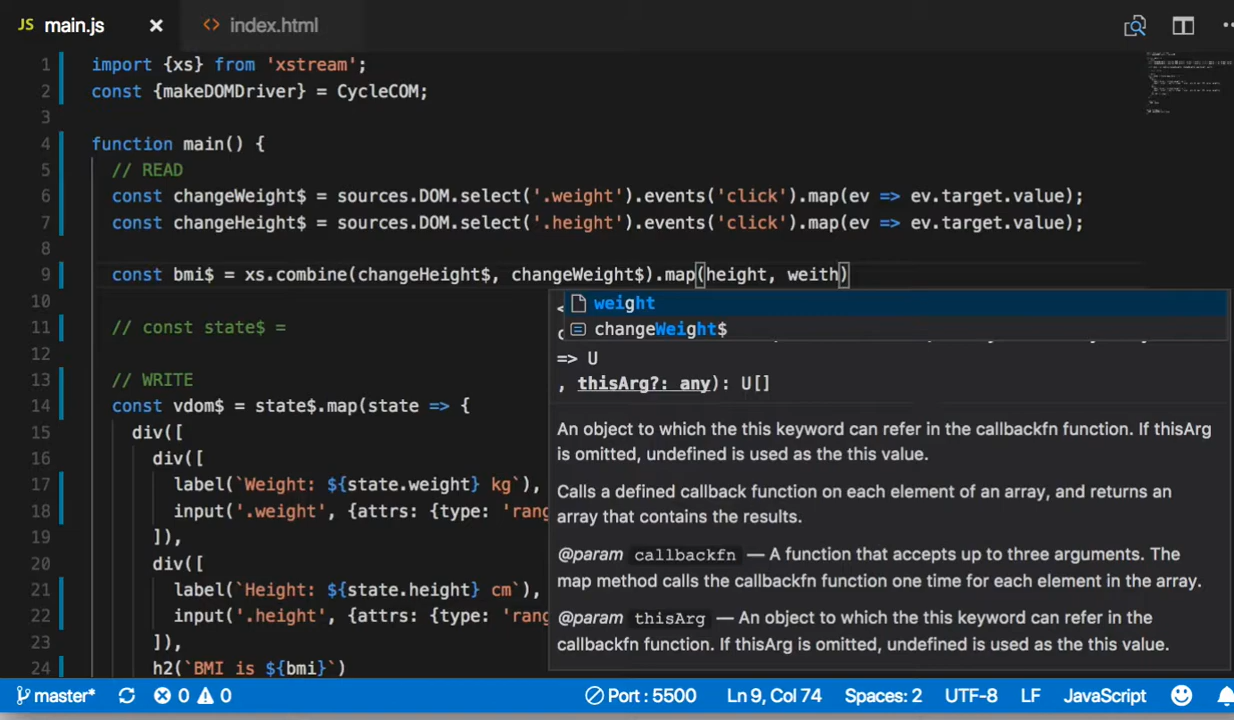 JS main.js × <> index.html
1 import {xs} from 'xstream';
2 const {makeDOMDriver} = CycleCOM;
3
4 function main() {
5 // READ
6 const changeWeight$ = sources.DOM.select('.weight').events('click').map(ev => ev.target.value);
7 const changeHeight$ = sources.DOM.select('.height').events('click').map(ev => ev.target.value);
8
9 const bmi$ = xs.combine(changeHeight$, changeWeight$).map(height, weith)
10 weight
changeWeight$
11 // const state$ =
12 => U
13 // WRITE
, thisArg?: any): U[]
14 const vdom$ = state$.map(state => {
15 div([
An object to which the this keyword can refer in the callbackfn function. If thisArg
16 div([
is omitted, undefined is used as the this value.
17 label(`Weight: ${state.weight} kg`),
Calls a defined callback function on each element of an array, and returns an
18 input('.weight', {attrs: {type: 'rang
array that contains the results.
19 ]),
20 div([
@param callbackfn — A function that accepts up to three arguments. The
map method calls the callbackfn function one time for each element in the array.
21 label(`Height: ${state.height} cm`),
22 input('.height', {attrs: {type: 'rang
@param thisArg — An object to which the this keyword can refer in the
23 ]),
callbackfn function. If thisArg is omitted, undefined is used as the this value.
24 h2(`BMI is ${bmi}`)
master* 0 0 Port : 5500 Ln 9, Col 74 Spaces: 2 UTF-8 LF JavaScript